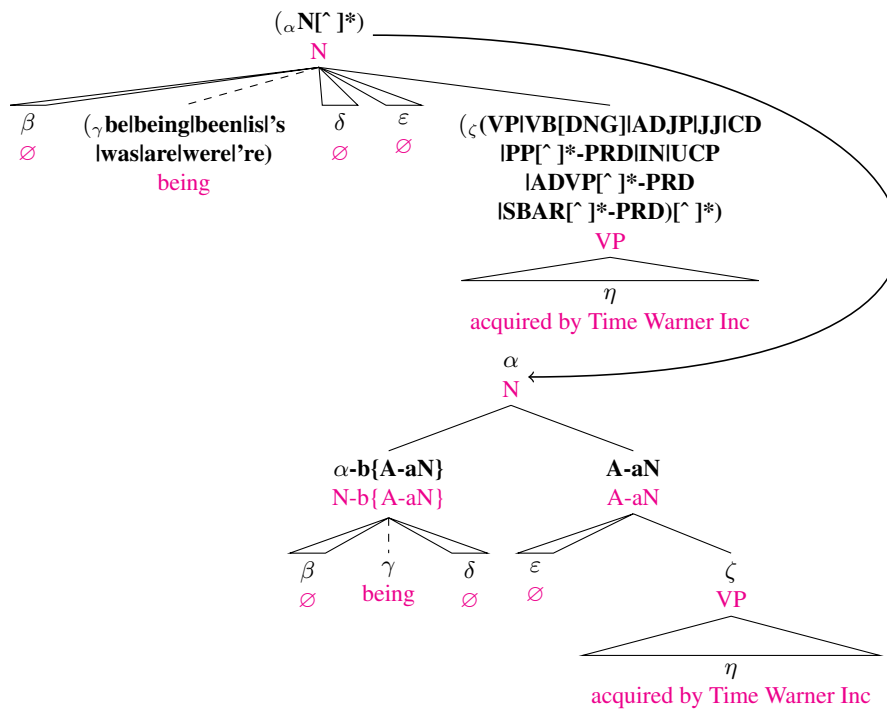 (αN[ˆ ]*
N
β (γbe|being|been|is|'s δ ε (ζ(VP|VB[DNG]|ADJP|JJ|CD
∅ |was|are|were|'re) ∅ ∅ |PP[ˆ ]*-PRD|IN|UCP
being |ADVP[ˆ ]*-PRD
|SBAR[ˆ ]*-PRD)[ˆ ]*)
VP
η
acquired by Time Warner Inc
α
N
α-b{A-aN} A-aN
N-b{A-aN} A-aN
β γ δ ε ζ
∅ being ∅ ∅ VP
η
acquired by Time Warner Inc